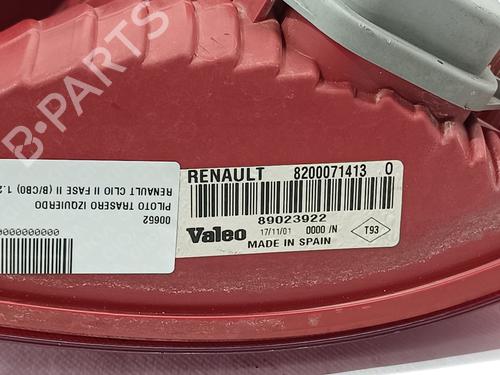 B-PARTS
RENAULT 8200071413 0
89023922
Valeo 17/11/01 0000 /N T93
MADE IN SPAIN
00662
PILOTO TRASERO IZQUIERDO
RENAULT CLIO II FASE II (B/CB0) 1.2